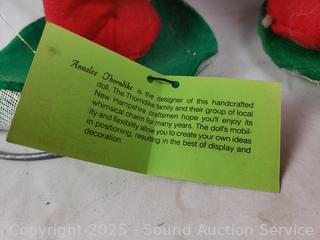 Annalee Thorndike is the designer of this handcrafted
doll. The Thorndike family and their group of local
New Hampshire craftsmen hope you'll enjoy its
whimsical charm for many years. The doll's mobil-
ity and flexibility allow you to create your own ideas
in positioning, resulting in the best of display and
decoration.
Copyright 2025 - Sound Auction Service